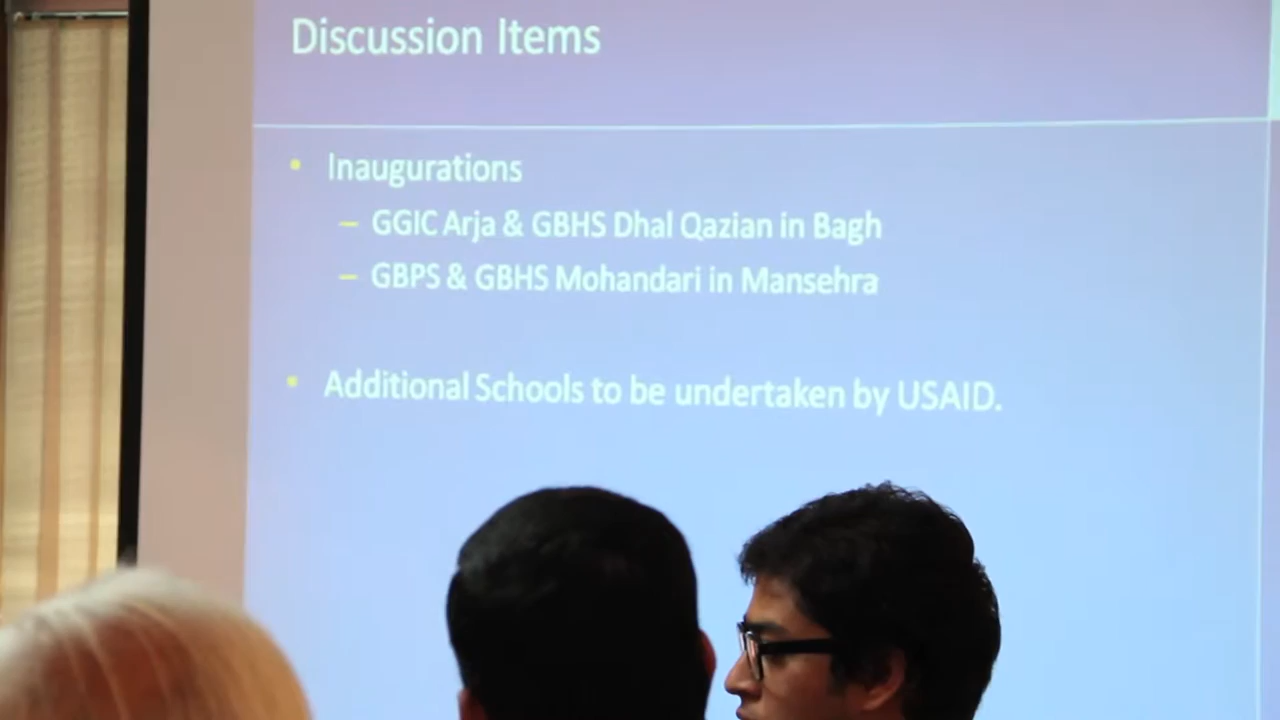 Discussion Items
• Inaugurations
– GGIC Arja & GBHS Dhal Qazian in Bagh
– GBPS & GBHS Mohandari in Mansehra
• Additional Schools to be undertaken by USAID.